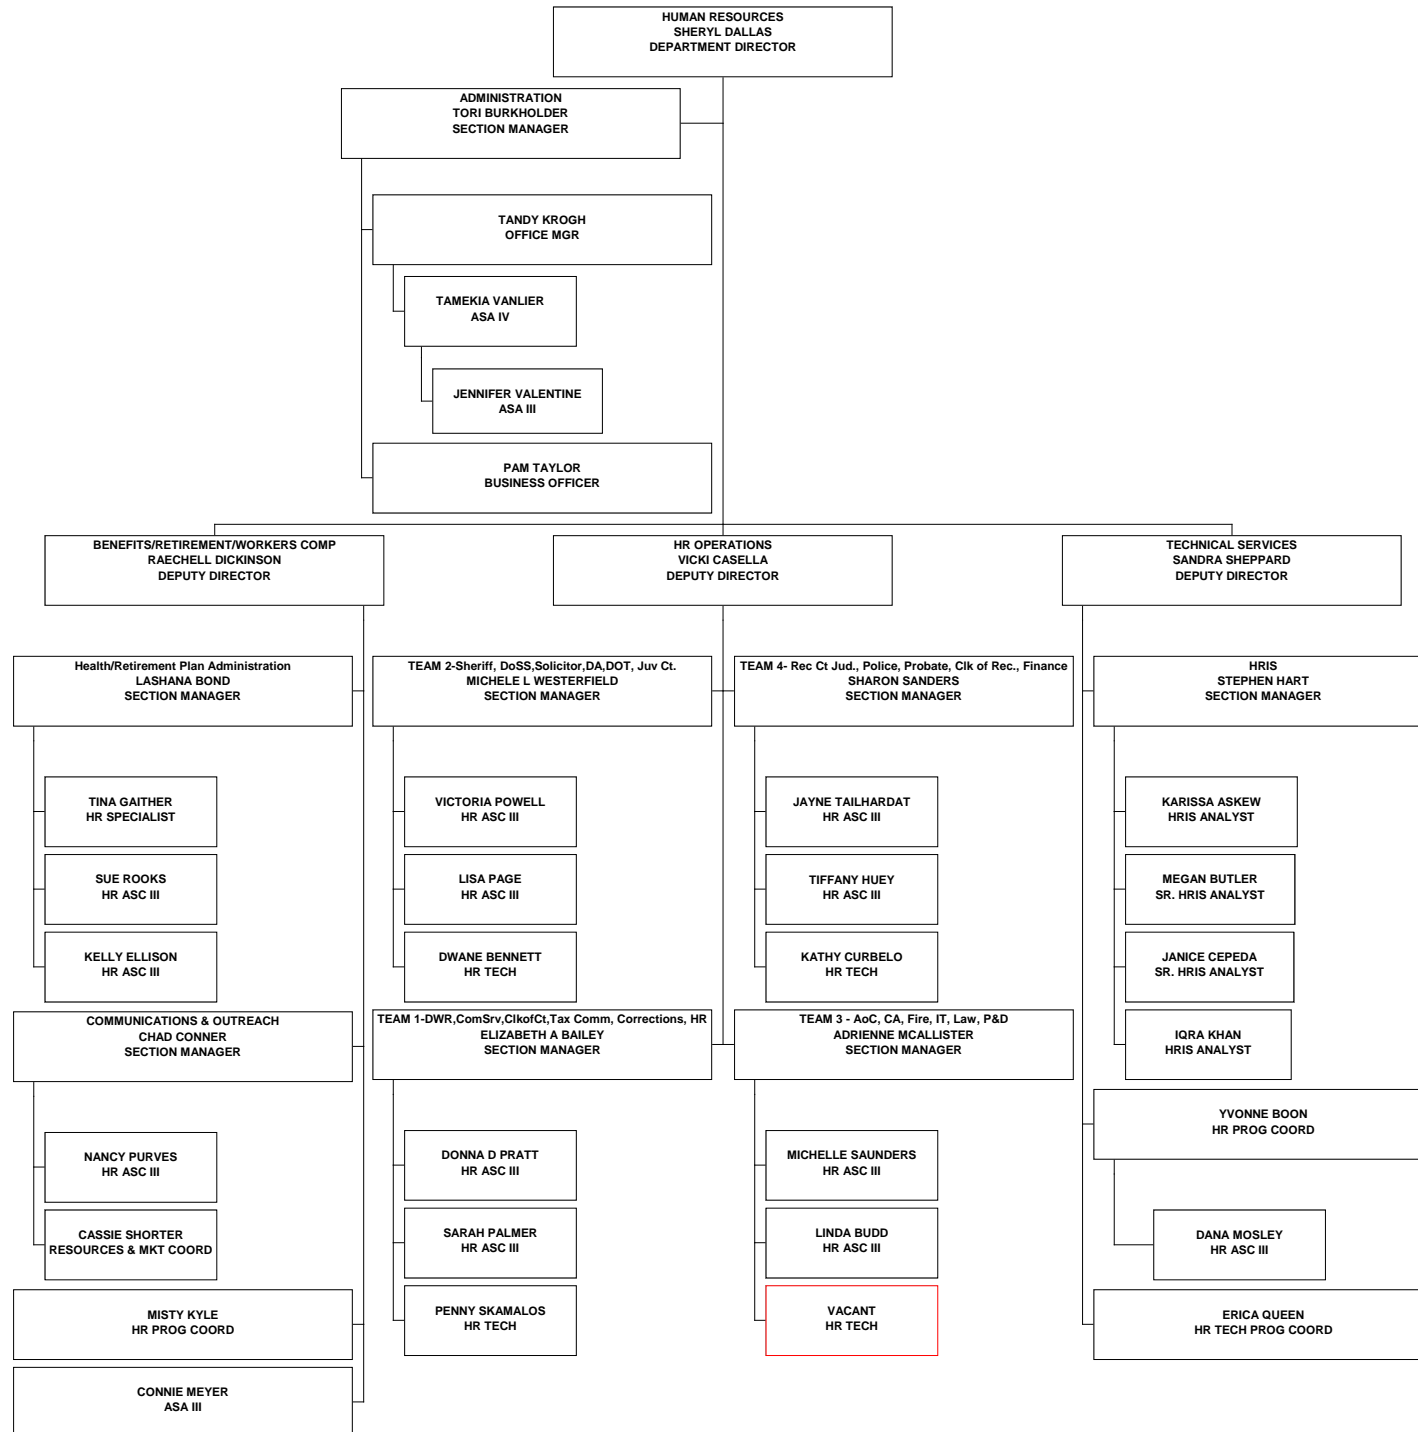 HUMAN RESOURCES
SHERYL DALLAS
DEPARTMENT DIRECTOR
ADMINISTRATION
TORI BURKHOLDER
SECTION MANAGER
TANDY KROGH
OFFICE MGR
TAMEKIA VANLIER
ASA IV
JENNIFER VALENTINE
ASA III
PAM TAYLOR
BUSINESS OFFICER
BENEFITS/RETIREMENT/WORKERS COMP
RAECHELL DICKINSON
DEPUTY DIRECTOR
Health/Retirement Plan Administration
LASHANA BOND
SECTION MANAGER
TINA GAITHER
HR SPECIALIST
SUE ROOKS
HR ASC III
KELLY ELLISON
HR ASC III
COMMUNICATIONS & OUTREACH
CHAD CONNER
SECTION MANAGER
NANCY PURVES
HR ASC III
CASSIE SHORTER
RESOURCES & MKT COORD
MISTY KYLE
HR PROG COORD
CONNIE MEYER
ASA III
HR OPERATIONS
VICKI CASELLA
DEPUTY DIRECTOR
TEAM 2-Sheriff, DoSS,Solicitor,DA,DOT, Juv Ct.
MICHELE L WESTERFIELD
SECTION MANAGER
VICTORIA POWELL
HR ASC III
LISA PAGE
HR ASC III
DWANE BENNETT
HR TECH
TEAM 1-DWR,ComSrv,ClkofCt,Tax Comm, Corrections, HR
ELIZABETH A BAILEY
SECTION MANAGER
DONNA D PRATT
HR ASC III
SARAH PALMER
HR ASC III
PENNY SKAMALOS
HR TECH
TEAM 4- Rec Ct Jud., Police, Probate, Clk of Rec., Finance
SHARON SANDERS
SECTION MANAGER
JAYNE TAILHARDAT
HR ASC III
TIFFANY HUEY
HR ASC III
KATHY CURBELO
HR TECH
TEAM 3 - AoC, CA, Fire, IT, Law, P&D
ADRIENNE MCALLISTER
SECTION MANAGER
MICHELLE SAUNDERS
HR ASC III
LINDA BUDD
HR ASC III
VACANT
HR TECH
TECHNICAL SERVICES
SANDRA SHEPPARD
DEPUTY DIRECTOR
HRIS
STEPHEN HART
SECTION MANAGER
KARISSA ASKEW
HRIS ANALYST
MEGAN BUTLER
SR. HRIS ANALYST
JANICE CEPEDA
SR. HRIS ANALYST
IQRA KHAN
HRIS ANALYST
YVONNE BOON
HR PROG COORD
DANA MOSLEY
HR ASC III
ERICA QUEEN
HR TECH PROG COORD